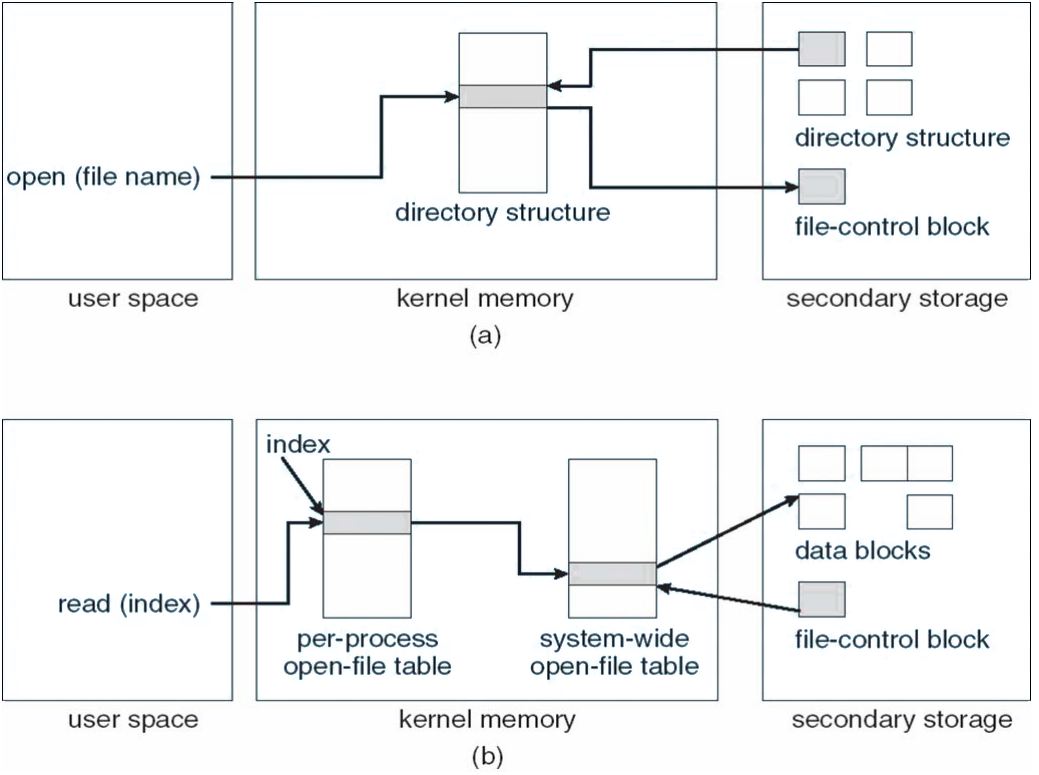 open (file name)
directory structure
directory structure
file-control block
user space
kernel memory
secondary storage
(a)
index
read (index)
per-process
open-file table
system-wide
open-file table
data blocks
file-control block
user space
kernel memory
secondary storage
(b)